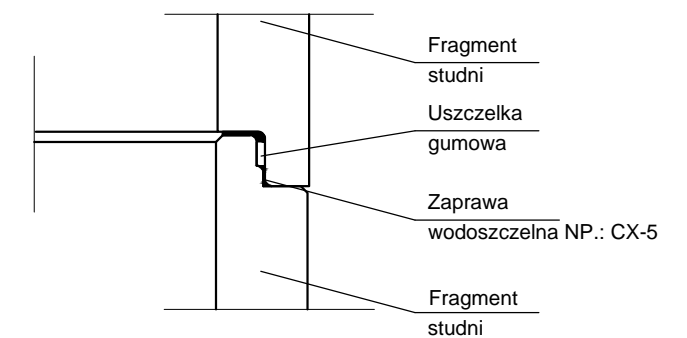 Fragment
studni
Uszczelka
gumowa
Zaprawa
wodoszczelna NP.: CX-5
Fragment
studni